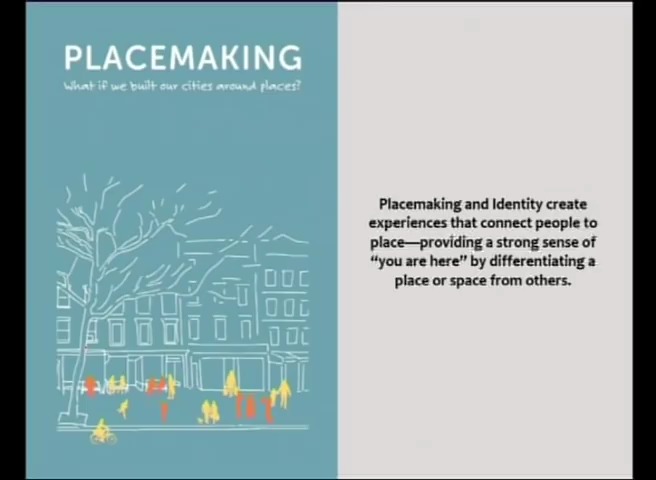 PLACEMAKING
What if we built our cities around places?
Placemaking and Identity create
experiences that connect people to
place—providing a strong sense of
“you are here” by differentiating a
place or space from others.